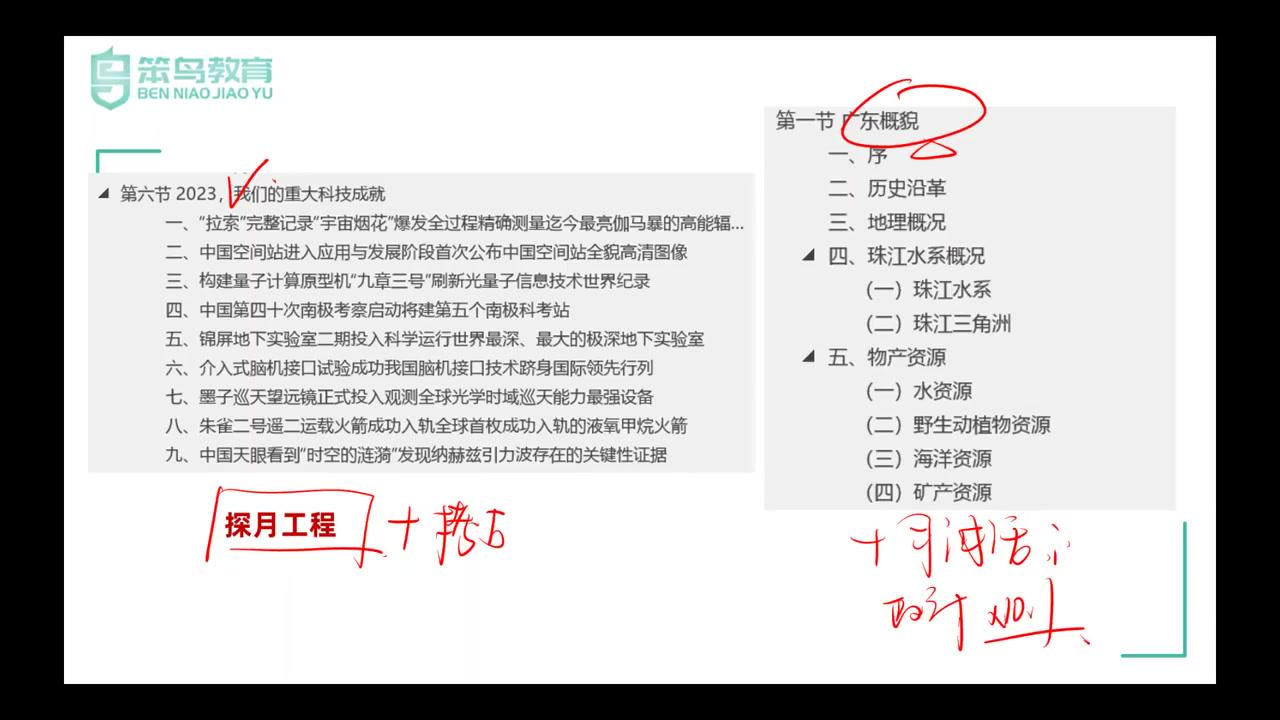 笨鸟教育
BEN NIAO JIAO YU
第六节 2023，我们的重大科技成就
一、“拉索”完整记录“宇宙烟花”爆发全过程精确测量迄今最亮伽马暴的高能辐...
二、中国空间站进入应用与发展阶段首次公布中国空间站全貌高清图像
三、构建量子计算原型机“九章三号”刷新光量子信息技术世界纪录
四、中国第四十次南极考察启动将建第五个南极科考站
五、锦屏地下实验室二期投入科学运行世界最深、最大的极深地下实验室
六、介入式脑机接口试验成功我国脑机接口技术跻身国际领先行列
七、墨子巡天望远镜正式投入观测全球光学时域巡天能力最强设备
八、朱雀二号遥二运载火箭成功入轨全球首枚成功入轨的液氧甲烷火箭
九、中国天眼看到“时空的涟漪”发现纳赫兹引力波存在的关键性证据
探月工程 + 考古
第一节 广东概貌
一、序
二、历史沿革
三、地理概况
四、珠江水系概况
（一）珠江水系
（二）珠江三角洲
五、物产资源
（一）水资源
（二）野生动植物资源
（三）海洋资源
（四）矿产资源